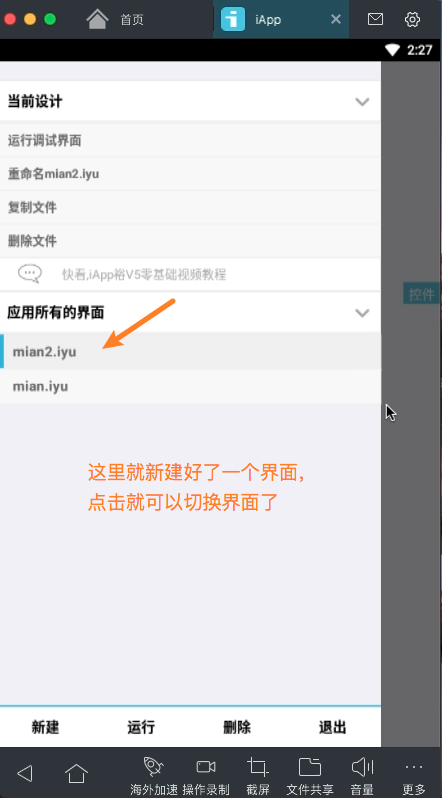 首页
iApp
2:27
当前设计
运行调试界面
重命名mian2.iyu
复制文件
删除文件
快看,iApp裕V5零基础视频教程
应用所有的界面
控件
mian2.iyu
mian.iyu
这里就新建好了一个界面,
点击就可以切换界面了
新建 运行 删除 退出
海外加速 操作录制 截屏 文件共享 音量 更多